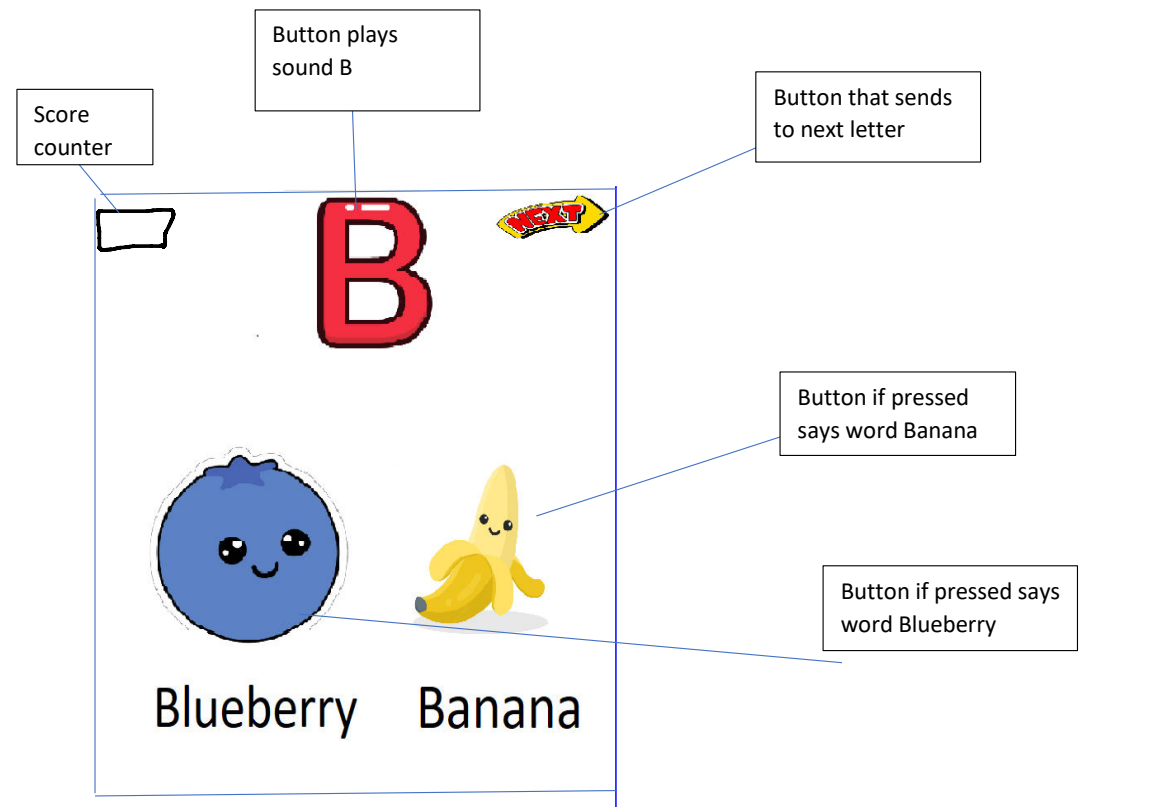 Button plays
sound B
Button that sends
to next letter
Score
counter
B
NEXT
Button if pressed
says word Banana
Button if pressed says
word Blueberry
Blueberry
Banana